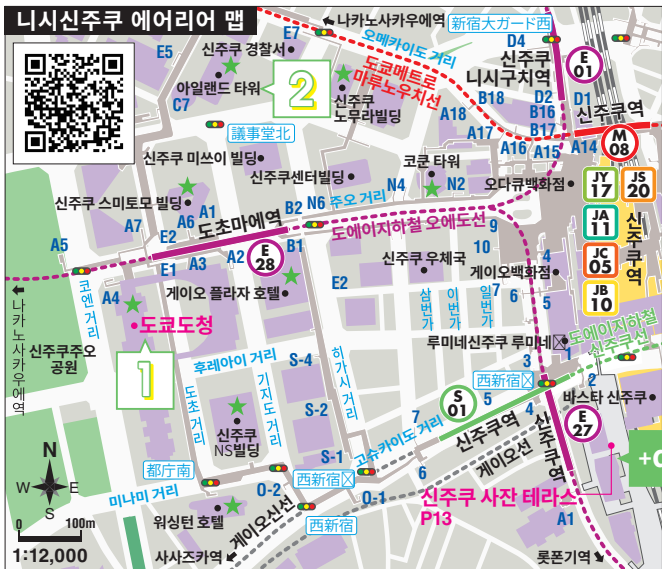 니시신주쿠 에어리어 맵
E7
나카노사카우에역
新宿大ガード西
D4
E5
신주쿠 경찰서
오메카이도 거리
신주쿠
니시구치역
E
01
도쿄메트로
마루노우치선
아일랜드 타워
C7
2
신주쿠
노무라빌딩
B18
D2
D1
신주쿠역
A18
B16
A17
B17
M
08
議事堂北
A16
A15
A14
신주쿠 미쓰이 빌딩
코쿤 타워
JY
17
JS
20
신주쿠센터빌딩
N4
N2
오다큐백화점
신주쿠 스미토모 빌딩
N6
주오 거리
JA
11
A1
A6
B2
A7
도초마에역
도에이지하철 오에도선
신주쿠역
JC
05
A5
E2
E
28
B1
9
E1
A3
A2
10
4
신주쿠 우체국
게이오백화점
JB
10
코엔 거리
A4
게이오 플라자 호텔
E2
삼번가
이번가
일번가
7
6
5
나카노사카우에역
도쿄도청
루미네신주쿠 루미네
1
도에이지하철
신주쿠선
신주쿠주오
공원
1
후레아이 거리
S-4
히가시 거리
3
西新宿
2
기지도 거리
S
01
5
바스타 신주쿠
도초 거리
S-2
7
4
신주쿠역
신주쿠역
E
27
신주쿠
NS빌딩
고슈카이도 거리
게이오선
N
W
E
S
都庁南
S-1
西新宿
6
+C
미나미 거리
O-2
O-1
신주쿠 사잔 테라스
P13
0
100m
워싱턴 호텔
게이오신선
西新宿
A1
1:12,000
사사즈카역
롯폰기역